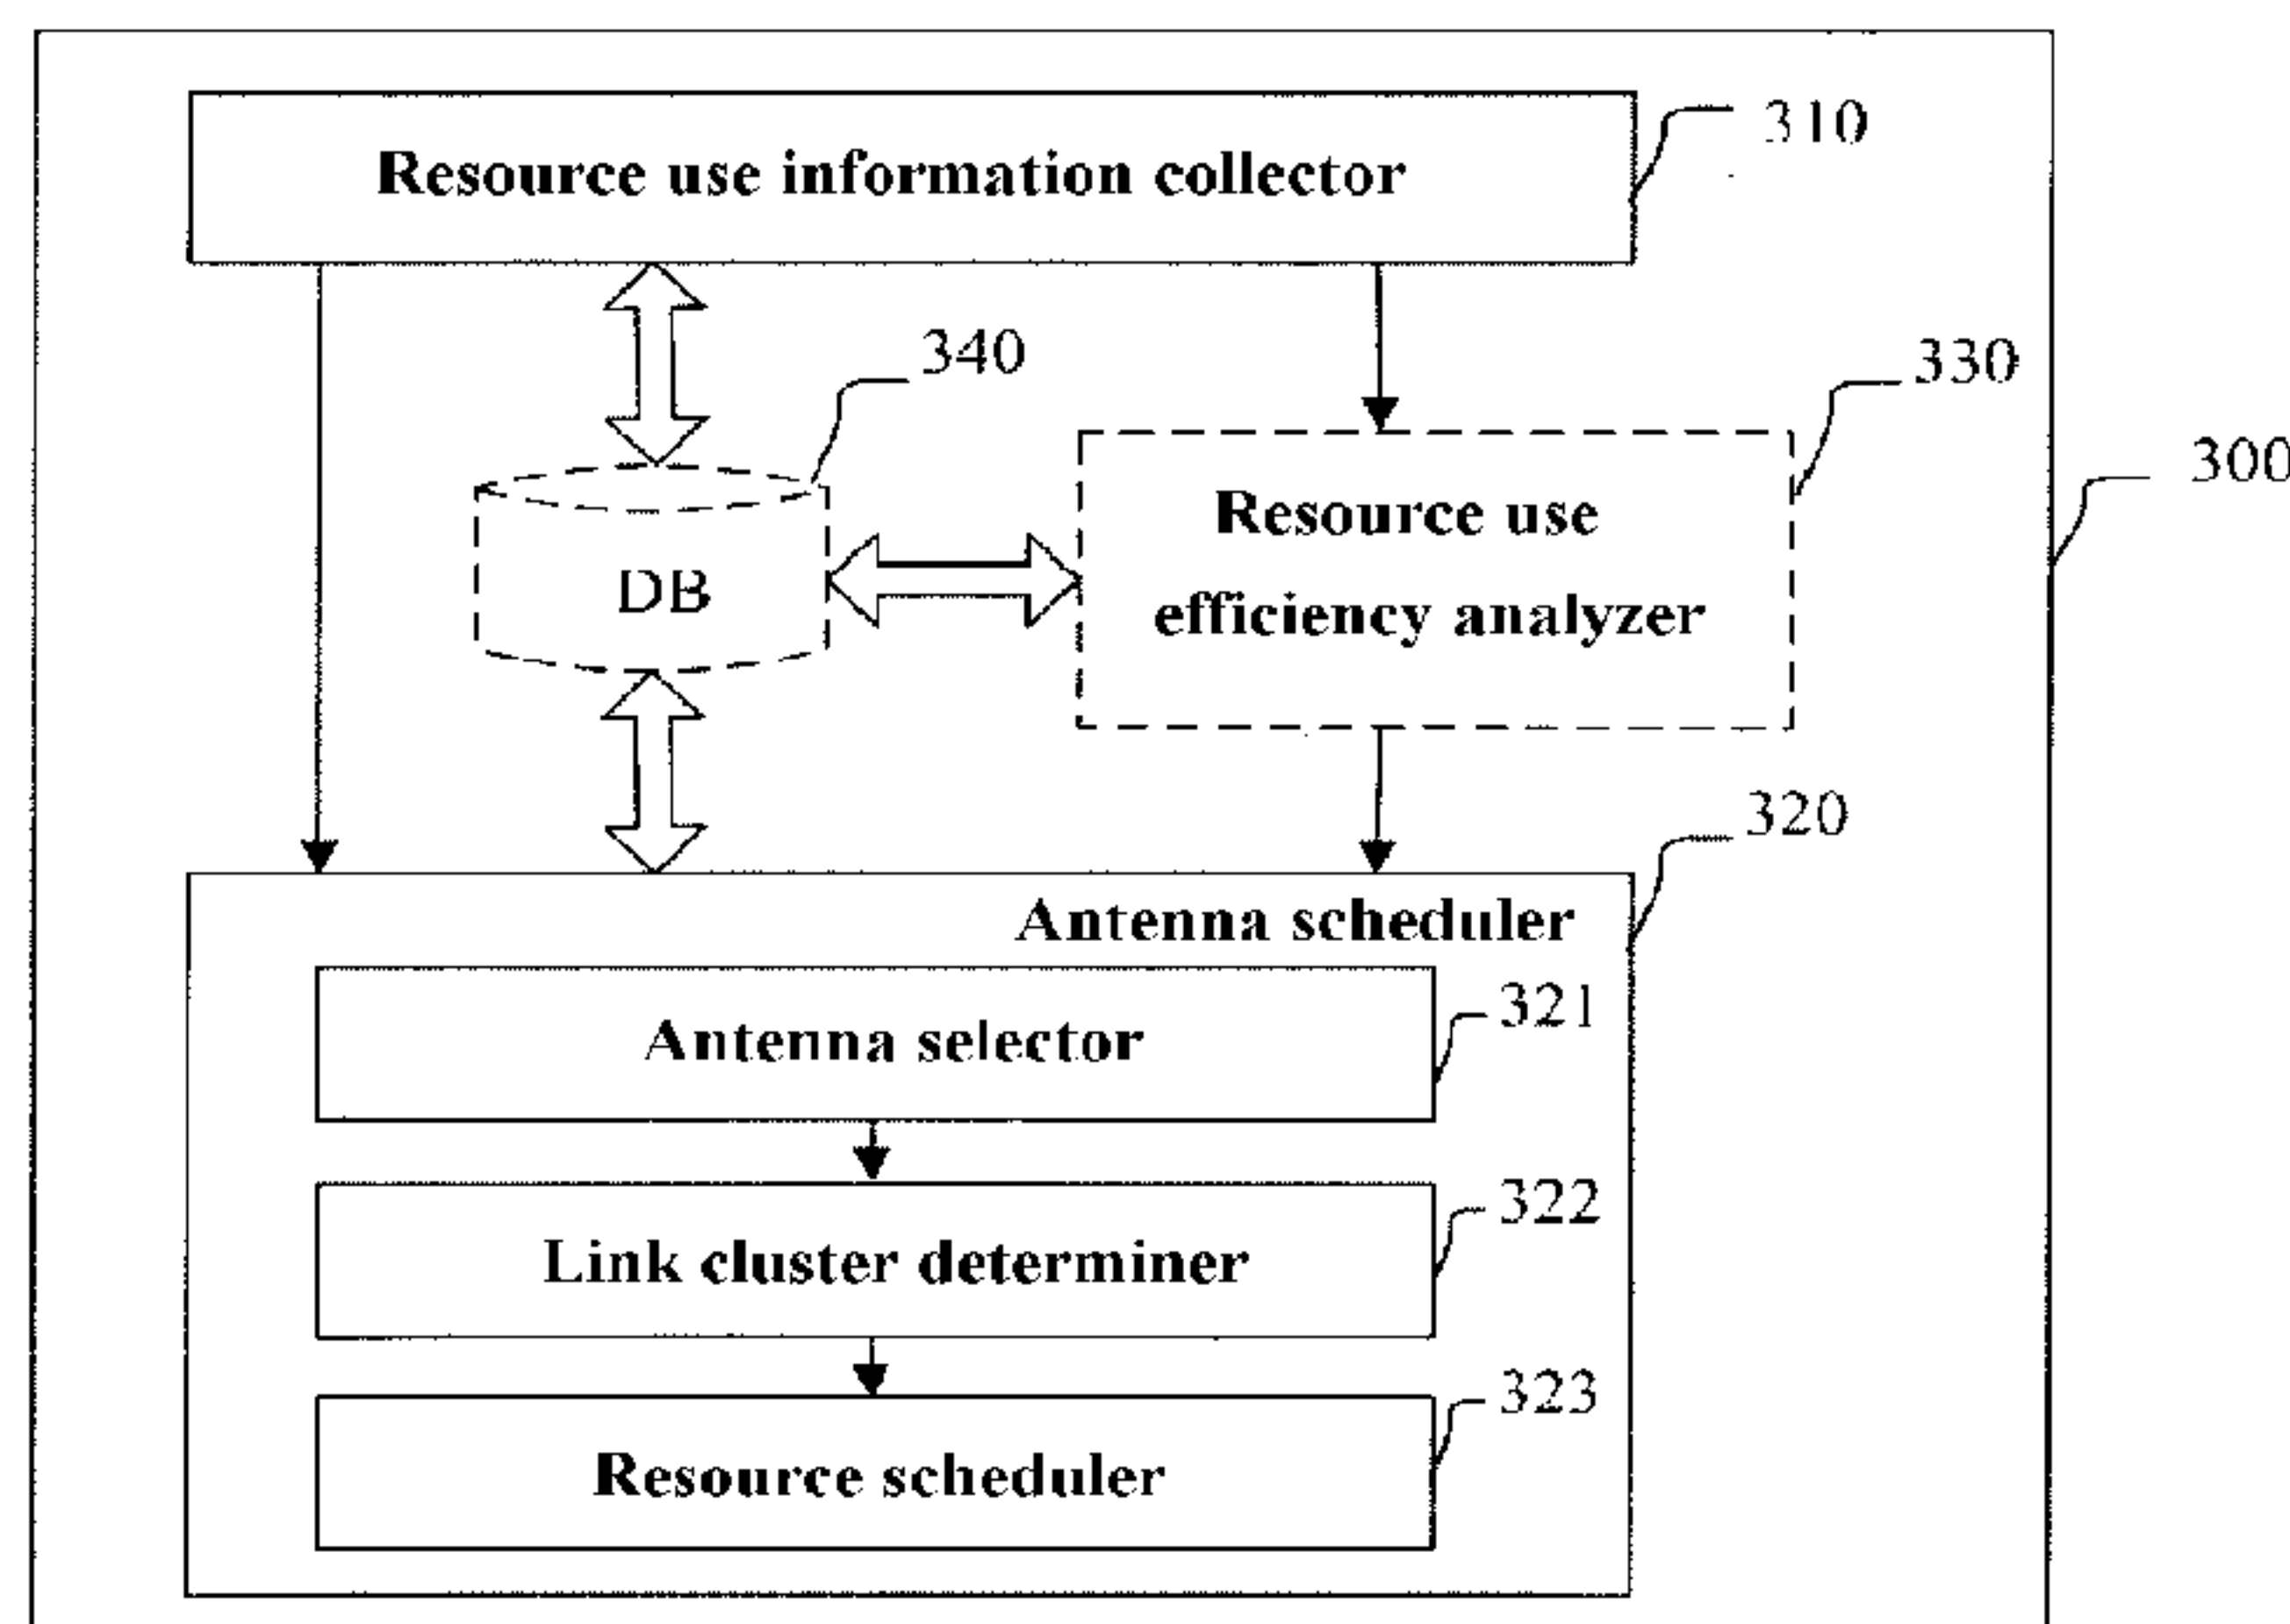 Resource use information collector
310
340
330
300
Resource use
efficiency analyzer
DB
320
Antenna scheduler
321
Antenna selector
322
Link cluster determiner
323
Resource scheduler